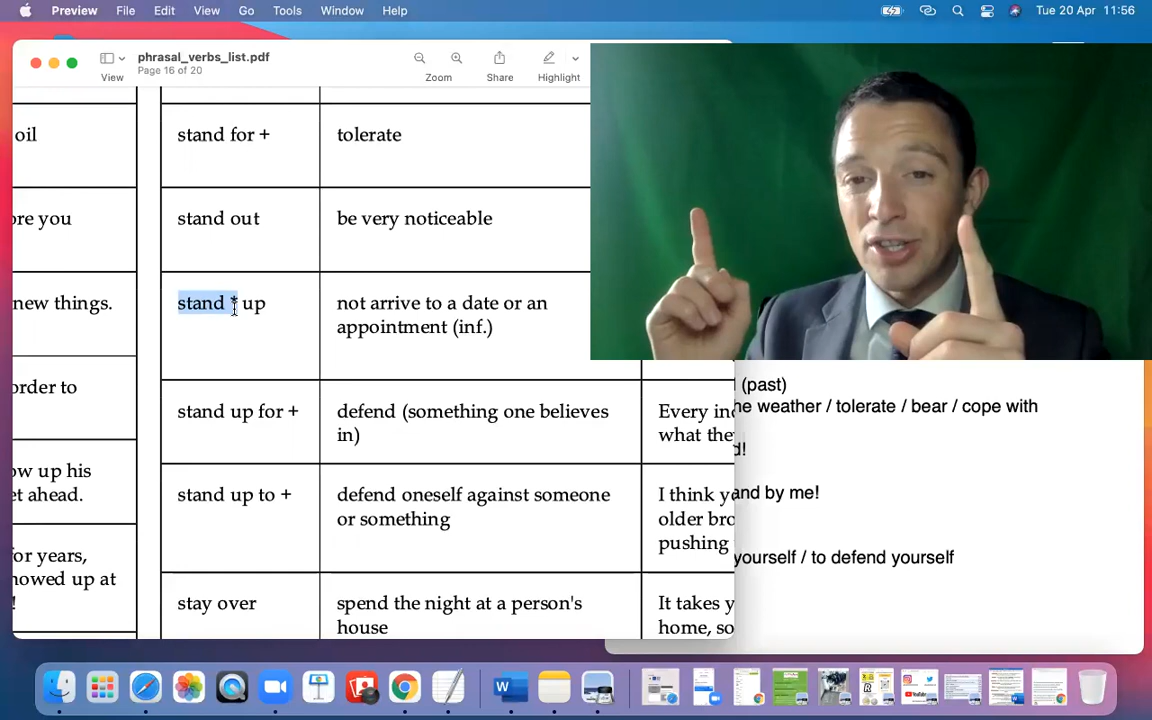 Preview File Edit View Go Tools Window Help Tue 20 Apr 11:56
phrasal_verbs_list.pdf
Page 16 of 20
View Zoom Share Highlight
oil
ore you
new things.
order to
ow up his
et ahead.
for years,
howed up at
!
stand for + tolerate
stand out be very noticeable
stand * up not arrive to a date or an
appointment (inf.)
stand up for + defend (something one believes
in)
Every ind
what they
stand up to + defend oneself against someone
or something
I think yo
older bro
pushing
stay over spend the night at a person's
house
It takes y
home, so
(past)
he weather / tolerate / bear / cope with
d!
and by me!
yourself / to defend yourself